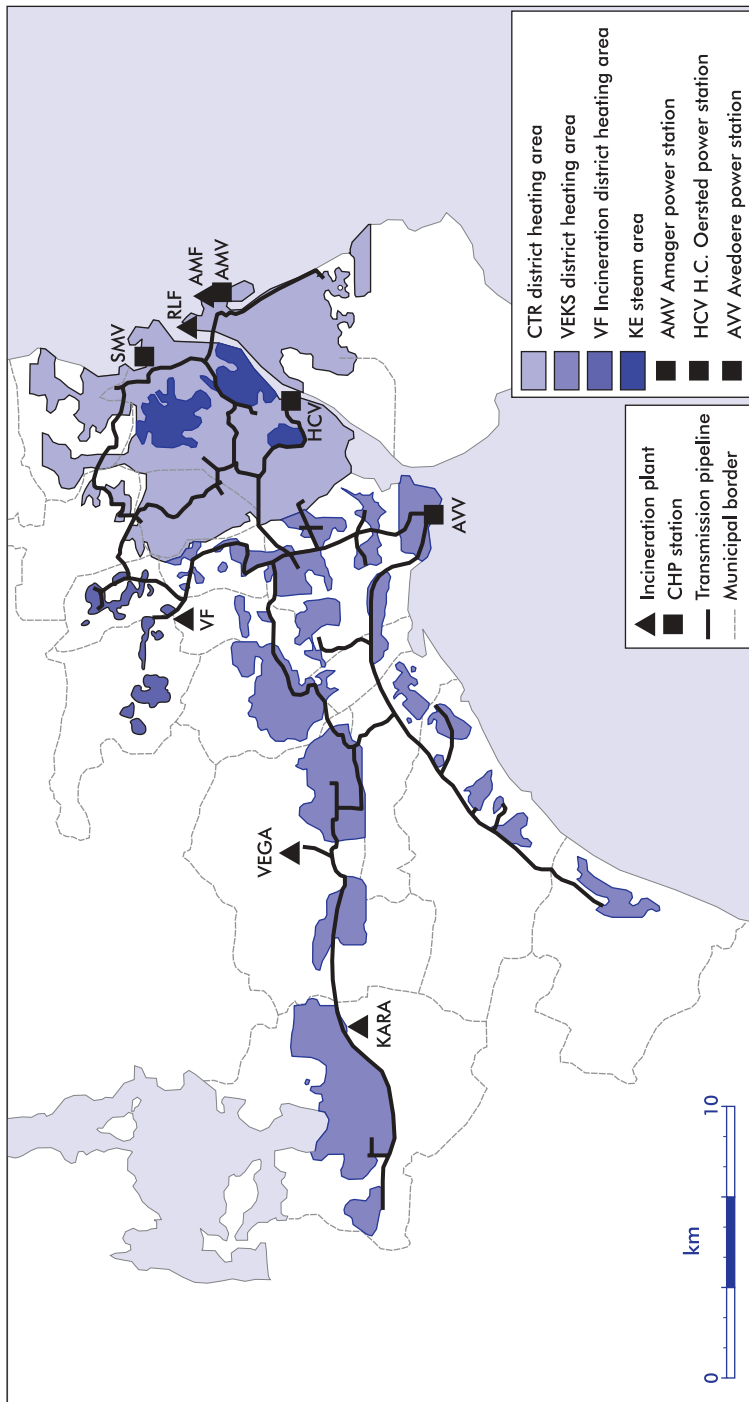 SMV
RLF
AMF
AMV
HCV
VF
AVV
VEGA
KARA
km
0
10
Incineration plant
CHP station
Transmission pipeline
Municipal border
CTR district heating area
VEKS district heating area
VF Incineration district heating area
KE steam area
AMV Amager power station
HCV H.C. Oersted power station
AVV Avedoere power station